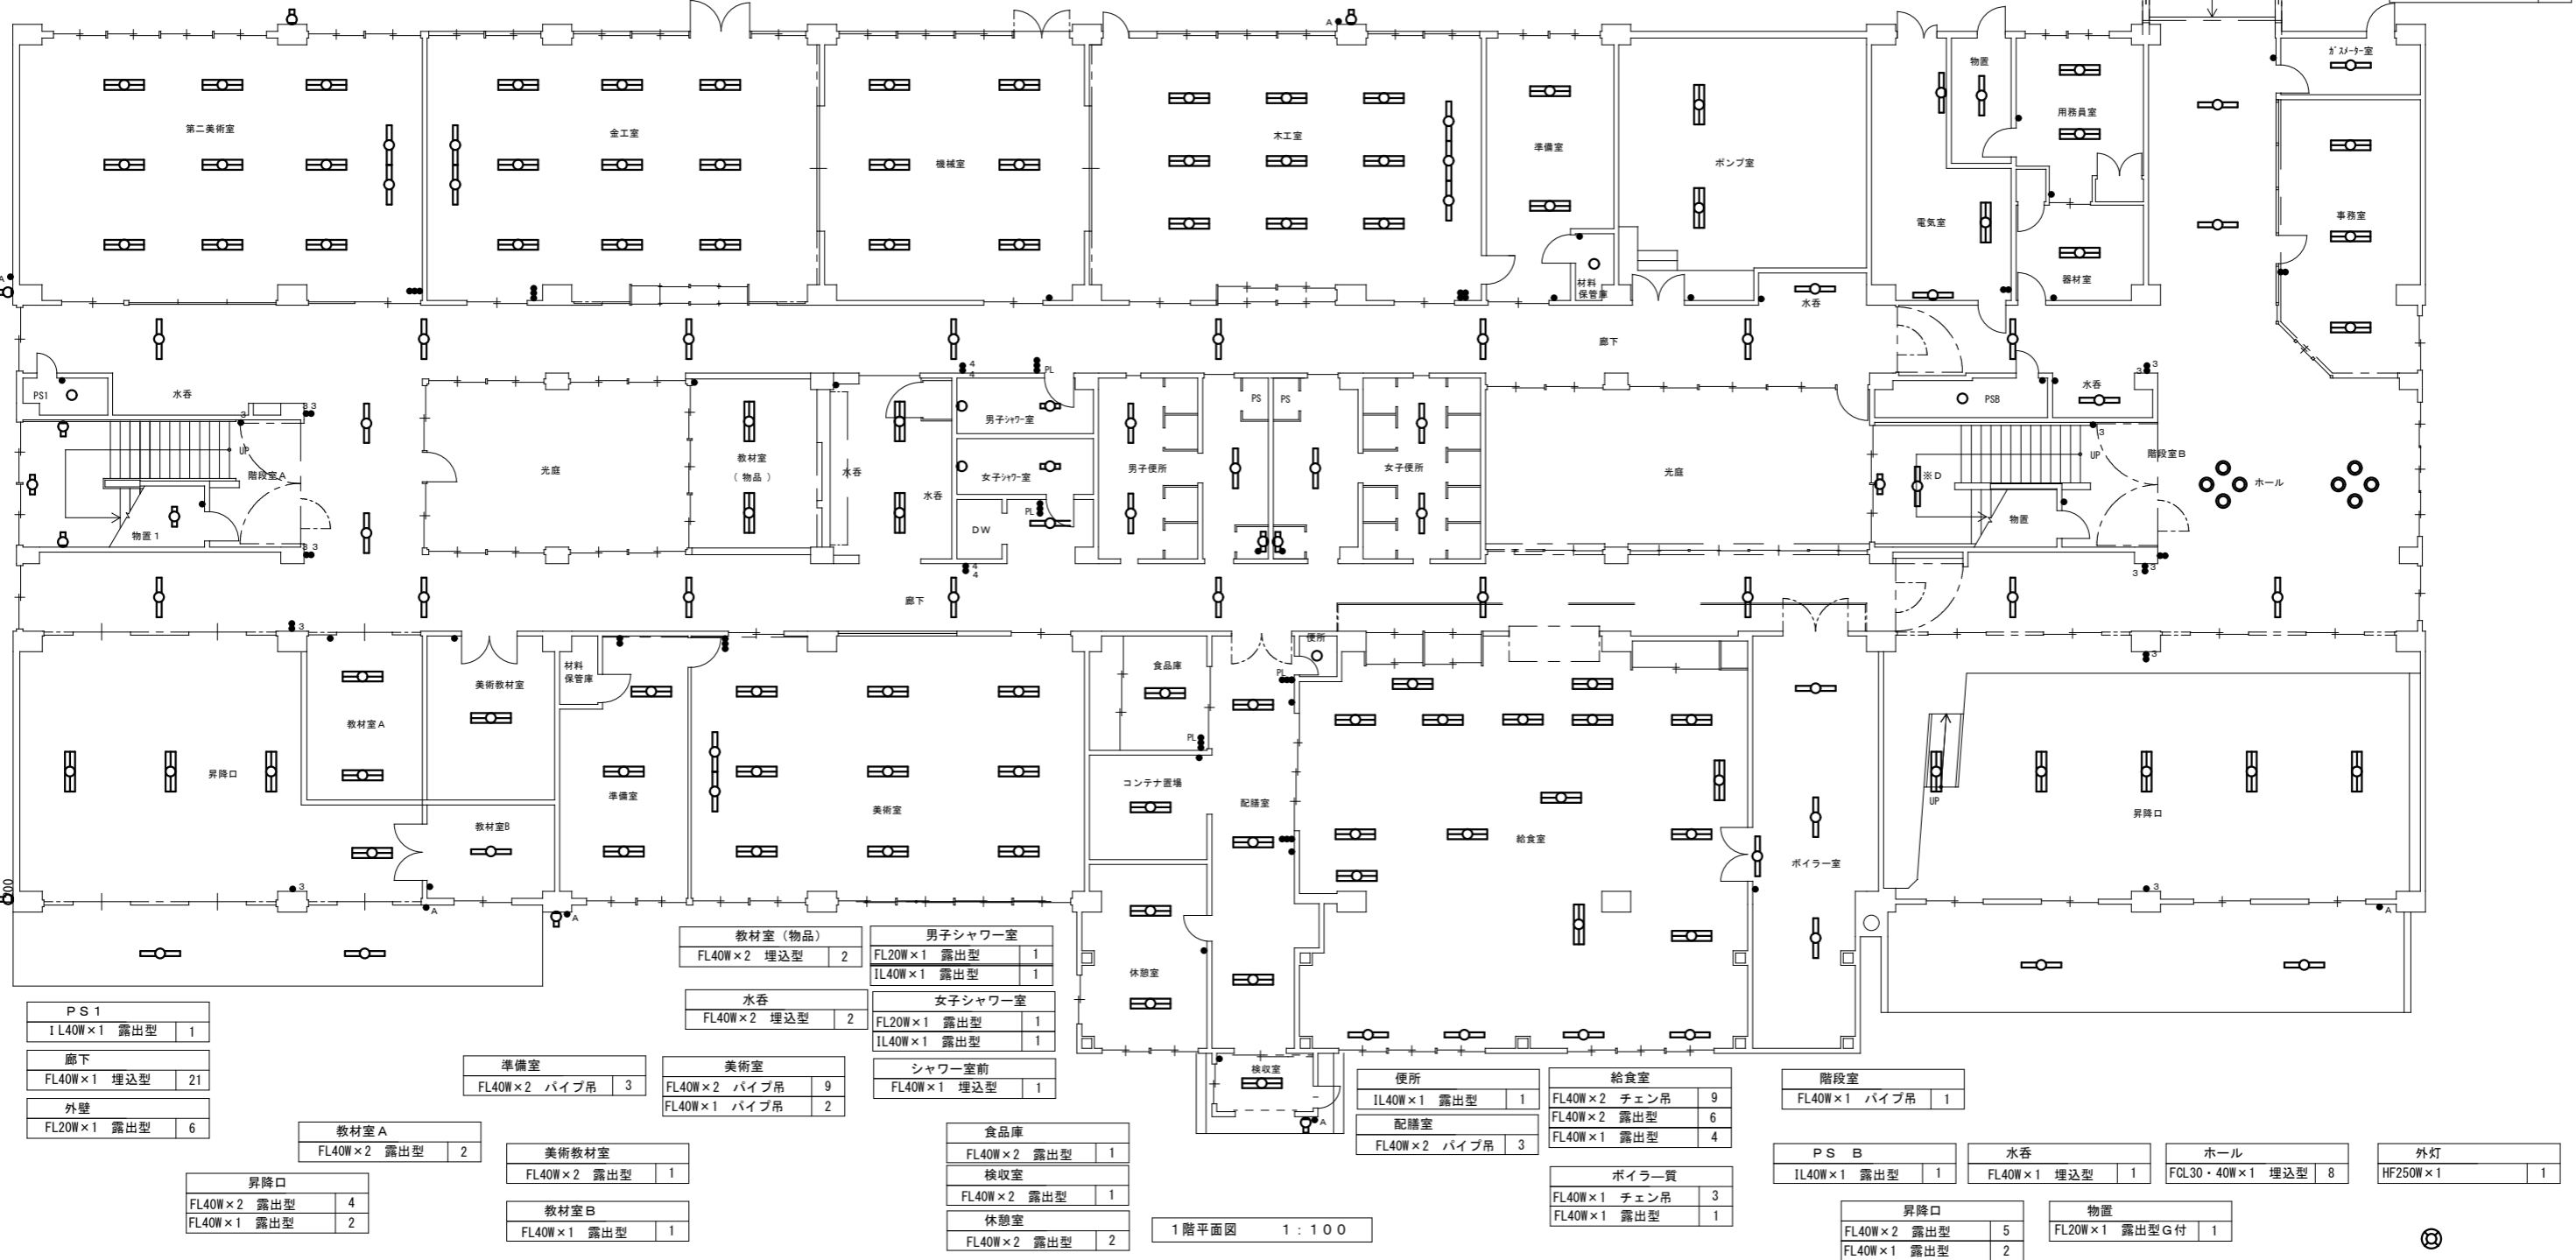 A
A
第二美術室
金工室
機械室
木工室
準備室
ポンプ室
物置
用務員室
ｶﾞｽﾒｰﾀｰ室
事務室
電気室
器材室
材料
保管庫
水呑
A
廊下
4
4
PL
3
3
PS1
水呑
3 3
3
UP
階段室A
物置１
3 3
光庭
教材室
（ 物品 ）
水呑
水呑
男子ｼｬﾜｰ室
女子ｼｬﾜｰ室
PL
DW
4
4
男子便所
PS
PS
女子便所
光庭
PSB
水呑
3
UP
階段室B
※D
物置
ホール
3
3
廊下
3
昇降口
教材室A
美術教材室
材料
保管庫
準備室
教材室B
美術室
食品庫
PL
コンテナ置場
配膳室
休憩室
便所
PL
給食室
ボイラー室
3
UP
昇降口
3
3
A
A
A
検収室
A
PS1
IL40W×1 露出型 1
廊下
FL40W×1 埋込型 21
外壁
FL20W×1 露出型 6
昇降口
FL40W×2 露出型 4
FL40W×1 露出型 2
教材室A
FL40W×2 露出型 2
準備室
FL40W×2 パイプ吊 3
美術教材室
FL40W×2 露出型 1
教材室B
FL40W×1 露出型 1
教材室（物品）
FL40W×2 埋込型 2
水呑
FL40W×2 埋込型 2
美術室
FL40W×2 パイプ吊 9
FL40W×1 パイプ吊 2
男子シャワー室
FL20W×1 露出型 1
IL40W×1 露出型 1
女子シャワー室
FL20W×1 露出型 1
IL40W×1 露出型 1
シャワー室前
FL40W×1 埋込型 1
食品庫
FL40W×2 露出型 1
検収室
FL40W×2 露出型 1
休憩室
FL40W×2 露出型 2
1階平面図 1：100
便所
IL40W×1 露出型 1
配膳室
FL40W×2 パイプ吊 3
給食室
FL40W×2 チェン吊 9
FL40W×2 露出型 6
FL40W×1 露出型 4
ボイラ一質
FL40W×1 チェン吊 3
FL40W×1 露出型 1
階段室
FL40W×1 パイプ吊 1
PS B
IL40W×1 露出型 1
水呑
FL40W×1 埋込型 1
ホール
FCL30・40W×1 埋込型 8
外灯
HF250W×1 1
昇降口
FL40W×2 露出型 5
FL40W×1 露出型 2
物置
FL20W×1 露出型G付 1